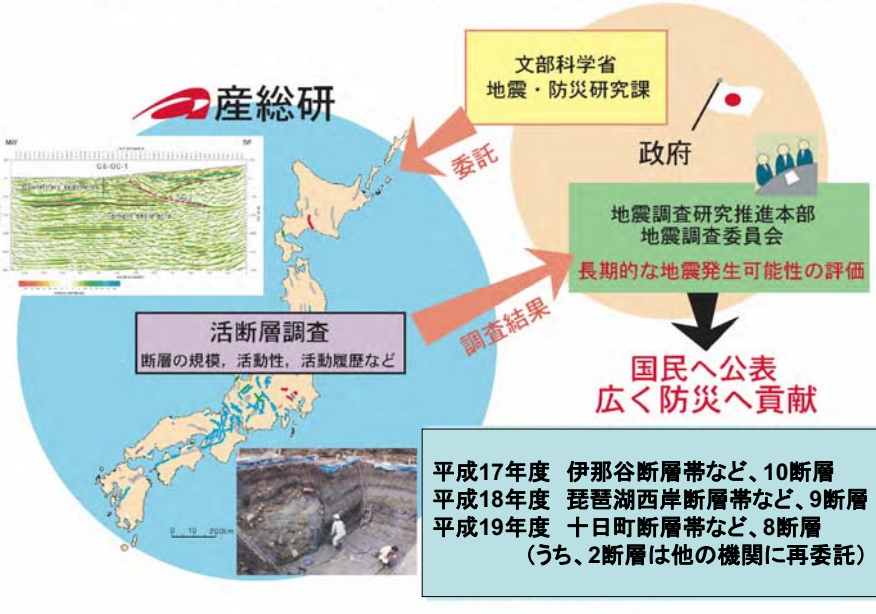 産総研
文部科学省
地震・防災研究課
委託
政府
地震調査研究推進本部
地震調査委員会
長期的な地震発生可能性の評価
NW
GS-OC-1
活断層調査
断層の規模，活動性，活動履歴など
調査結果
国民へ公表
広く防災へ貢献
平成17年度　伊那谷断層帯など、10断層
平成18年度　琵琶湖西岸断層帯など、9断層
平成19年度　十日町断層帯など、8断層
（うち、2断層は他の機関に再委託）